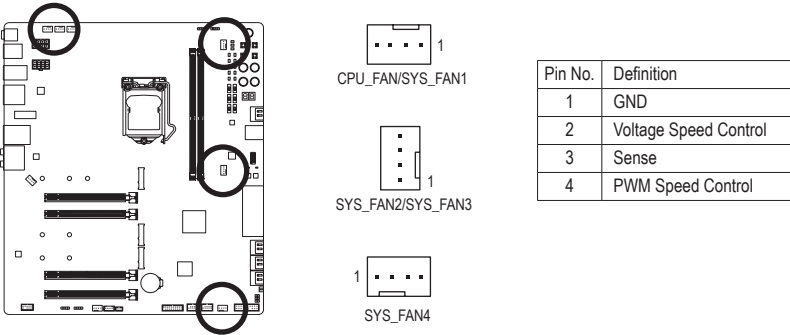 1
CPU_FAN/SYS_FAN1
1
SYS_FAN2/SYS_FAN3
1
SYS_FAN4
Pin No. Definition
1 GND
2 Voltage Speed Control
3 Sense
4 PWM Speed Control